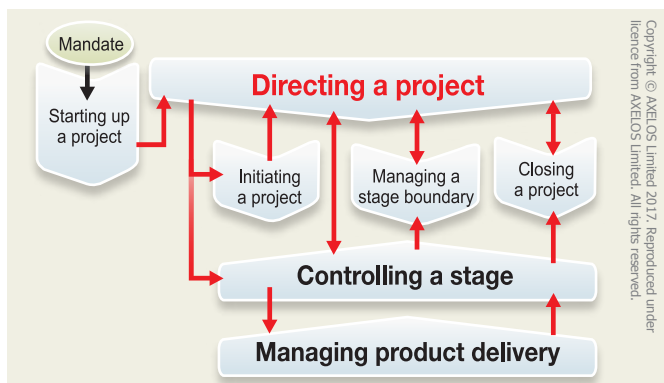 Mandate
Starting up
a project
Directing a project
Initiating
a project
Managing a
stage boundary
Closing
a project
Controlling a stage
Managing product delivery
Copyright © AXELOS Limited 2017. Reproduced under
licence from AXELOS Limited. All rights reserved.